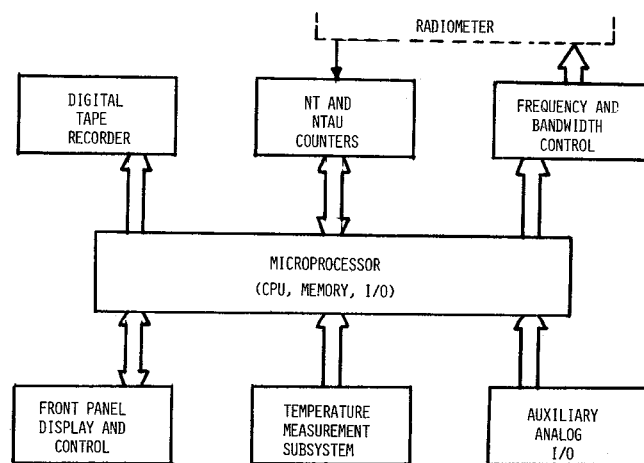 RADIOMETER
DIGITAL
TAPE
RECORDER
NT AND
NTAU
COUNTERS
FREQUENCY AND
BANDWIDTH
CONTROL
MICROPROCESSOR
(CPU, MEMORY, I/O)
FRONT PANEL
DISPLAY AND
CONTROL
TEMPERATURE
MEASUREMENT
SUBSYSTEM
AUXILIARY
ANALOG
I/O